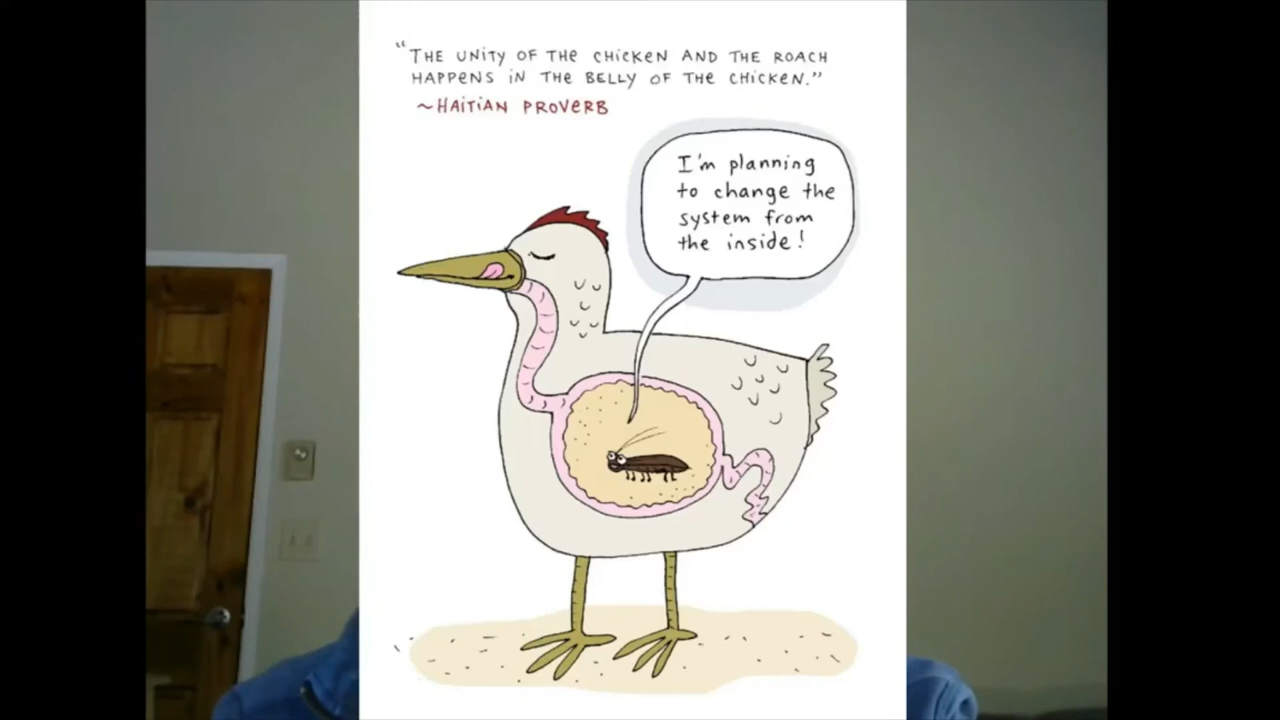 "THE UNITY OF THE CHICKEN AND THE ROACH
HAPPENS IN THE BELLY OF THE CHICKEN."
~HAITIAN PROVERB
I'm planning
to change the
system from
the inside!